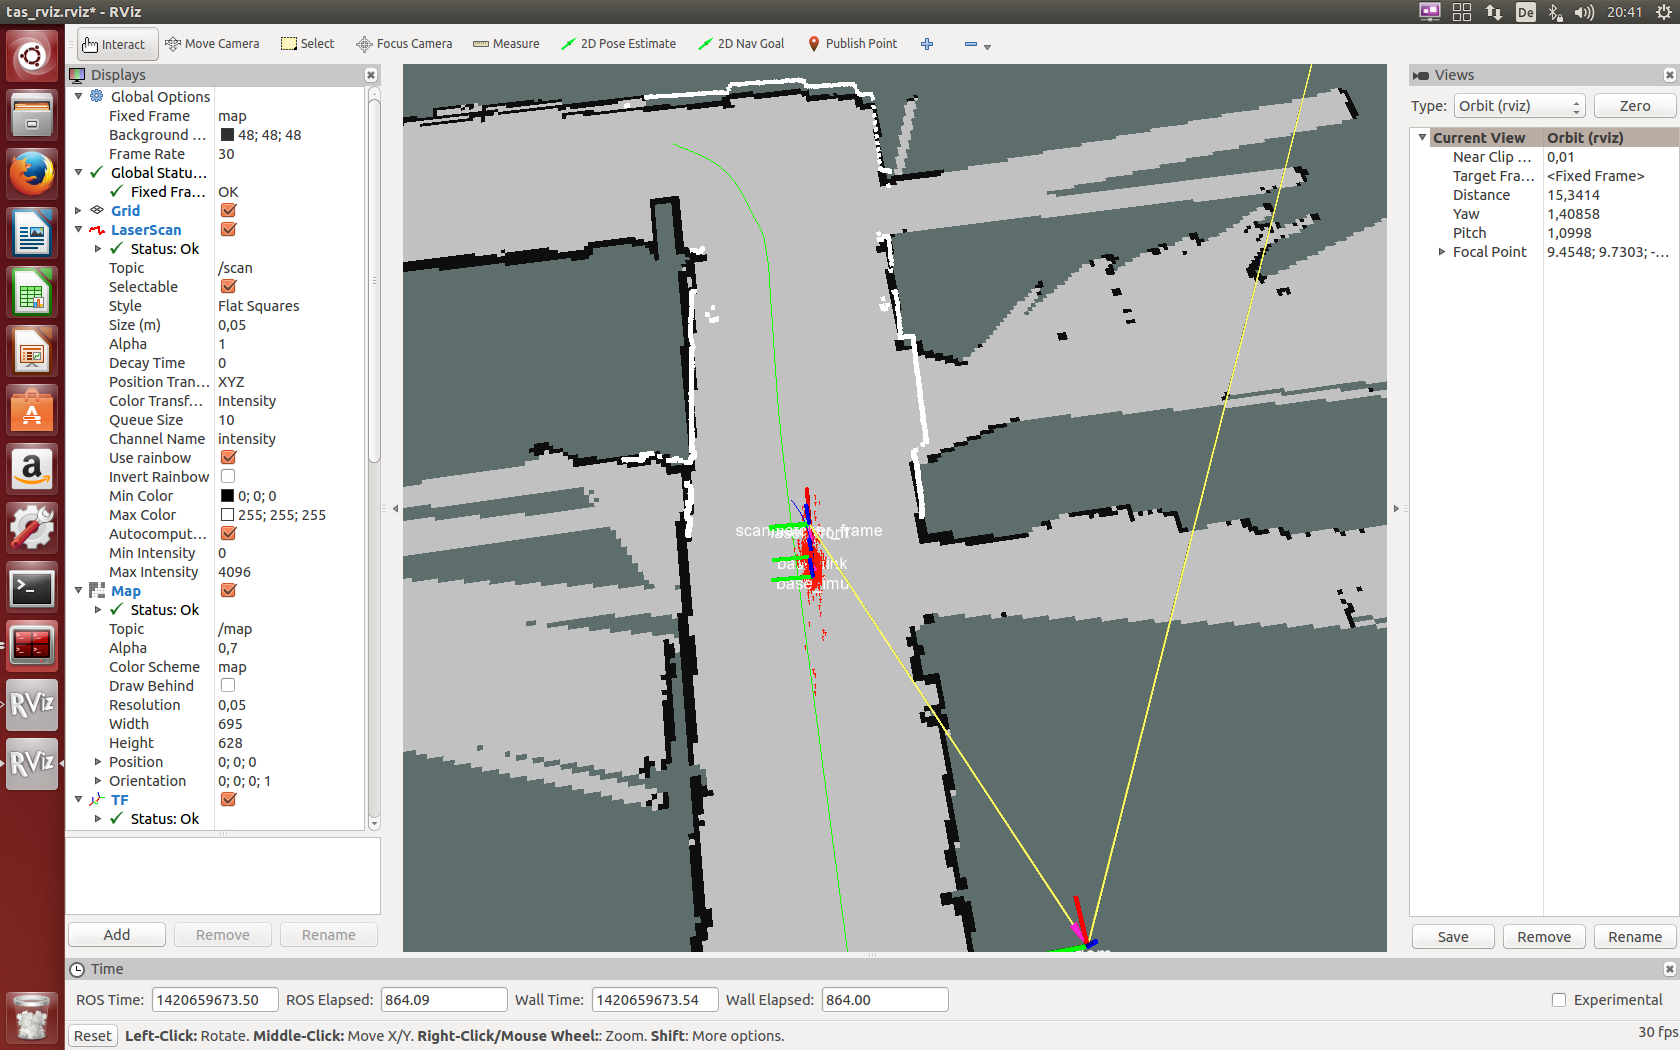 tas_rviz.rviz* - RViz
De
20:41
Interact
Move Camera
Select
Focus Camera
Measure
2D Pose Estimate
2D Nav Goal
Publish Point
Displays
Global Options
Fixed Frame map
Background ... 48; 48; 48
Frame Rate 30
Global Statu...
Fixed Fra... OK
Grid
LaserScan
Status: Ok
Topic /scan
Selectable
Style Flat Squares
Size (m) 0,05
Alpha 1
Decay Time 0
Position Tran... XYZ
Color Transf... Intensity
Queue Size 10
Channel Name intensity
Use rainbow
Invert Rainbow
Min Color 0; 0; 0
Max Color 255; 255; 255
Autocomput...
Min Intensity 0
Max Intensity 4096
Map
Status: Ok
Topic /map
Alpha 0,7
Color Scheme map
Draw Behind
Resolution 0,05
Width 695
Height 628
Position 0; 0; 0
Orientation 0; 0; 0; 1
TF
Status: Ok
Add
Remove
Rename
Views
Type: Orbit (rviz)
Zero
Current View Orbit (rviz)
Near Clip ... 0,01
Target Fra... <Fixed Frame>
Distance 15,3414
Yaw 1,40858
Pitch 1,0998
Focal Point 9.4548; 9.7303; -...
Save
Remove
Rename
RViz
RViz
Time
ROS Time: 1420659673.50 ROS Elapsed: 864.09 Wall Time: 1420659673.54 Wall Elapsed: 864.00
Experimental
Reset
Left-Click: Rotate. Middle-Click: Move X/Y. Right-Click/Mouse Wheel:: Zoom. Shift: More options.
30 fps